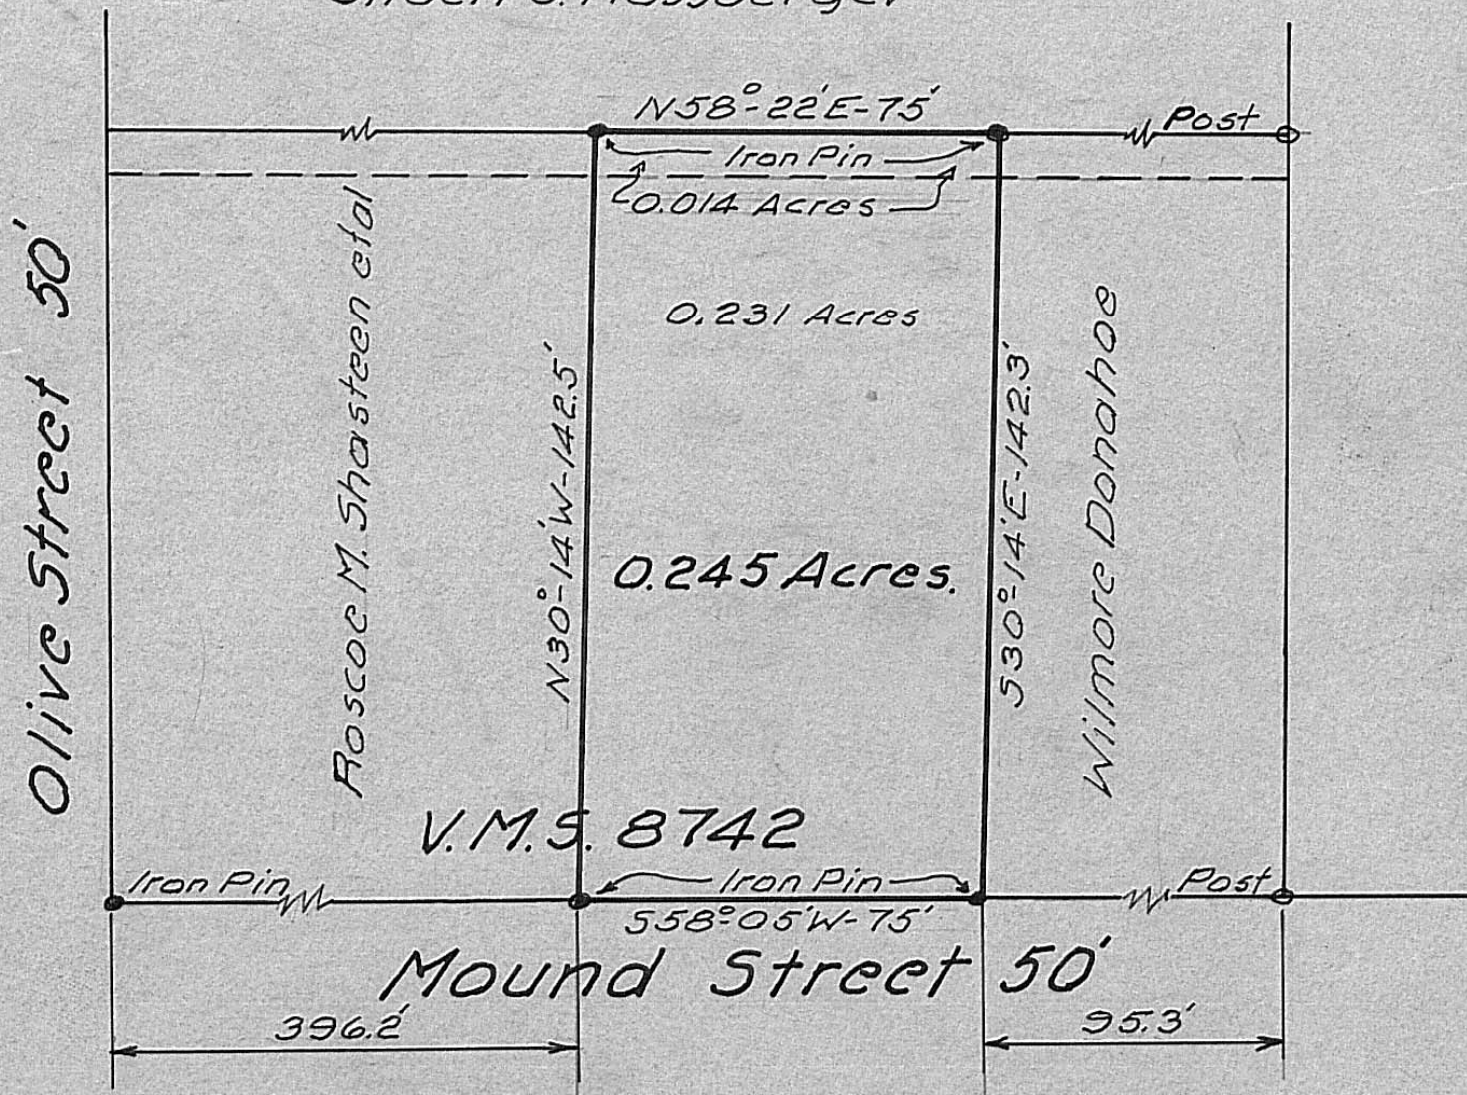 N58°-22'E-75'
Post
Iron Pin
0.014 Acres
0.231 Acres
Olive Street 50'
Roscoe M. Shasteen etal
N30°-14'W-142.5'
S30°-14'E-142.3'
Wilmore Donahoe
0.245 Acres.
V.M.S. 8742
Iron Pin
Iron Pin
Post
S58°-05'W-75'
Mound Street 50'
396.2'
95.3'